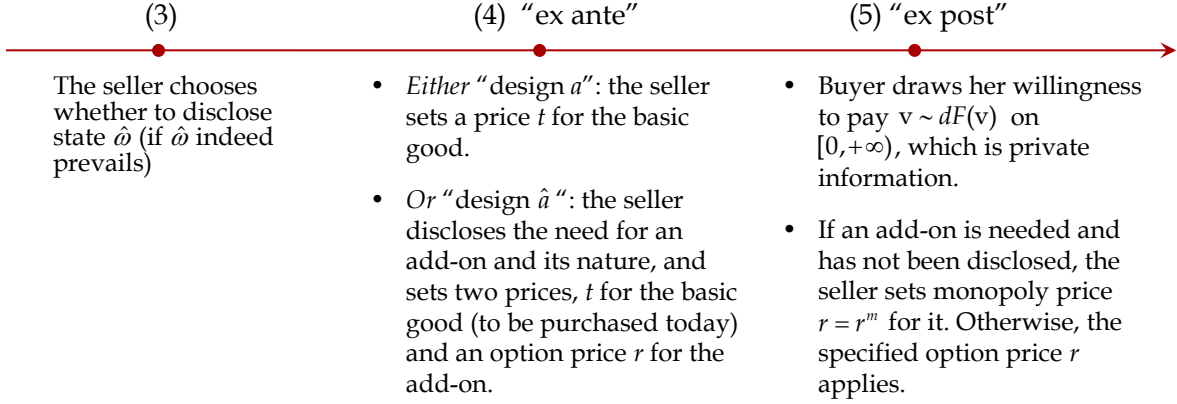 (3)
The seller chooses
whether to disclose
state ω̂ (if ω̂ indeed
prevails)
(4) “ex ante”
• Either “design a”: the seller
sets a price t for the basic
good.
• Or “design â “: the seller
discloses the need for an
add-on and its nature, and
sets two prices, t for the basic
good (to be purchased today)
and an option price r for the
add-on.
(5) “ex post”
• Buyer draws her willingness
to pay v ~ dF(v) on
[0,+∞), which is private
information.
• If an add-on is needed and
has not been disclosed, the
seller sets monopoly price
r = rᵐ for it. Otherwise, the
specified option price r
applies.